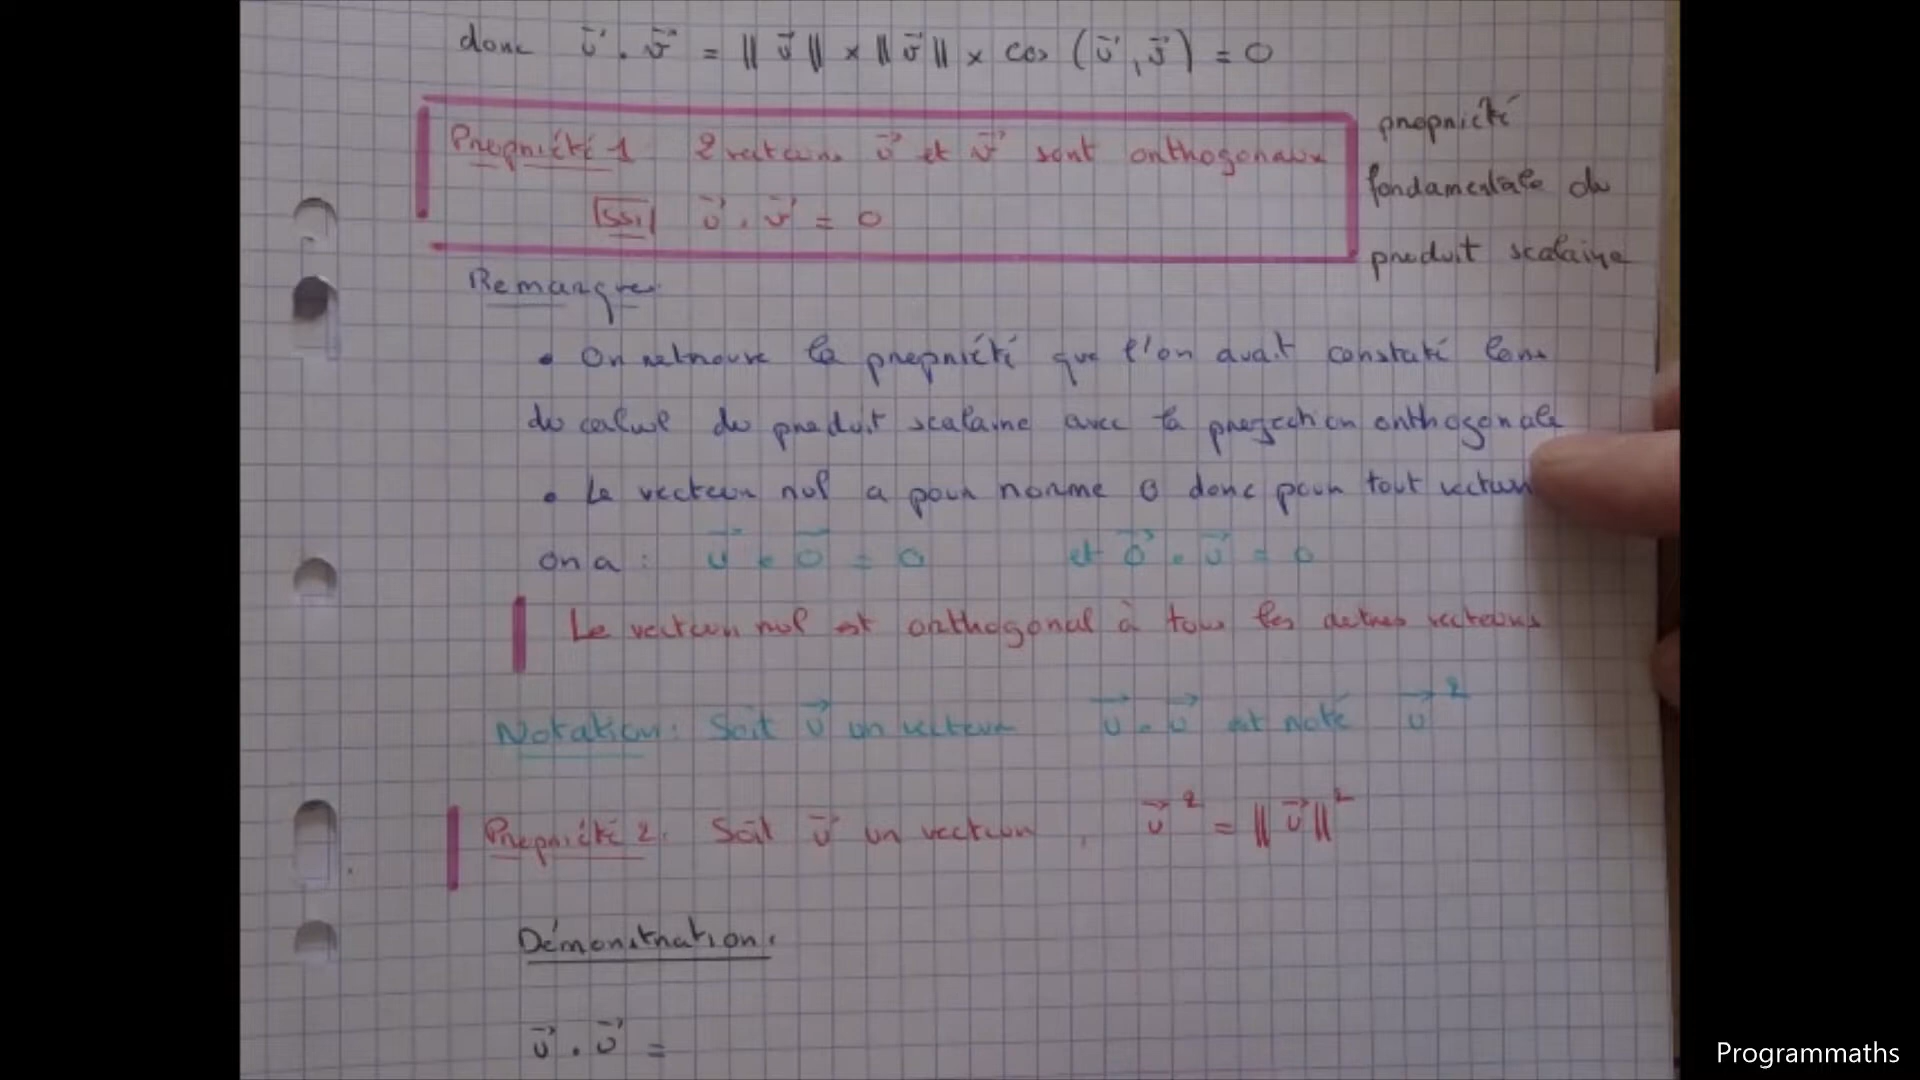 donc u⃗ . v⃗ = ‖u⃗‖ × ‖v⃗‖ × cos (u⃗, v⃗) = 0
Propriété 1 2 vecteurs u⃗ et v⃗ sont orthogonaux
ssi u⃗ . v⃗ = 0
propriété
fondamentale du
produit scalaire
Remarque
• On retrouve la propriété que l'on avait constaté lors
du calcul du produit scalaire avec la projection orthogonale
• Le vecteur nul a pour norme 0 donc pour tout vecteur
on a : u⃗ . 0⃗ = 0 et 0⃗ . u⃗ = 0
Le vecteur nul est orthogonal à tous les autres vecteurs
Notation : Soit u⃗ un vecteur u⃗ . u⃗ est noté u⃗ ²
Propriété 2. Soit u⃗ un vecteur, u⃗ ² = ‖u⃗‖²
Démonstration.
u⃗ . u⃗ =
Programmaths